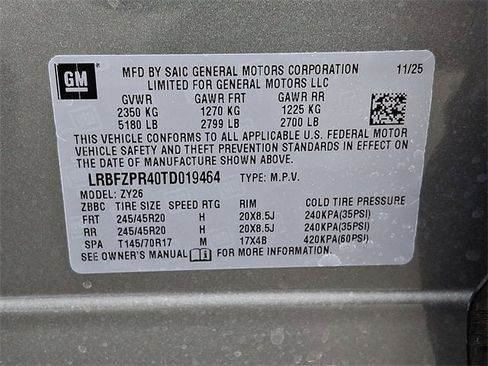 GM
MFD BY SAIC GENERAL MOTORS CORPORATION 11/25
LIMITED FOR GENERAL MOTORS LLC
GVWR GAWR FRT GAWR RR
2350 KG 1270 KG 1225 KG
5180 LB 2799 LB 2700 LB
THIS VEHICLE CONFORMS TO ALL APPLICABLE U.S. FEDERAL MOTOR
VEHICLE SAFETY AND THEFT PREVENTION STANDARDS IN EFFECT ON
THE DATE OF MANUFACTURE SHOWN ABOVE.
LRBFZPR40TD019464 TYPE: M.P.V.
MODEL: ZY26
ZBBC TIRE SIZE SPEED RTG RIM COLD TIRE PRESSURE
FRT 245/45R20 H 20X8.5J 240KPA(35PSI)
RR 245/45R20 H 20X8.5J 240KPA(35PSI)
SPA T145/70R17 M 17X4B 420KPA(60PSI)
SEE OWNER'S MANUAL FOR MORE INFORMATION.